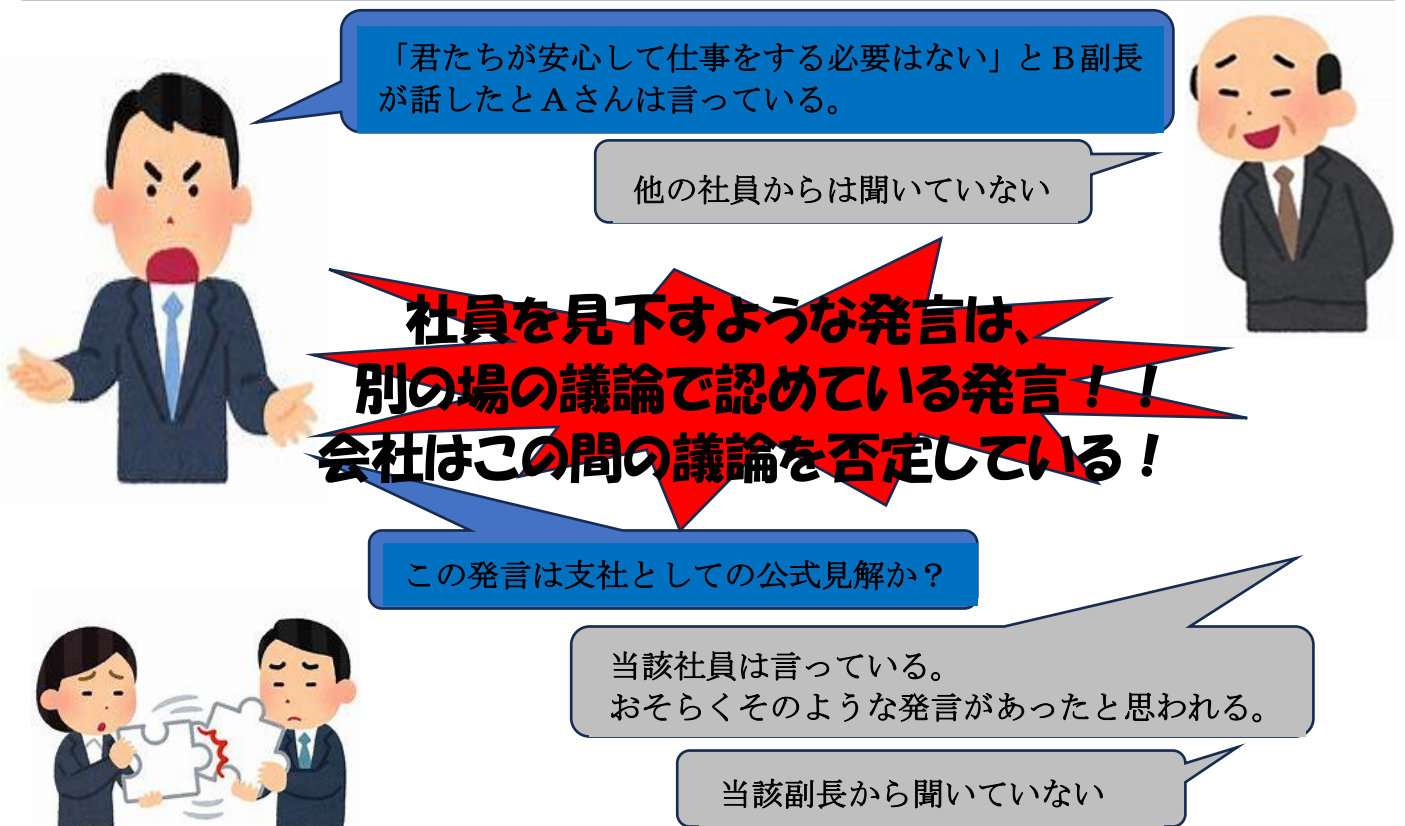 「君たちが安心して仕事をする必要はない」とＢ副長
が話したとＡさんは言っている。
他の社員からは聞いていない
社員を見下すような発言は、
別の場の議論で認めている発言！！
会社はこの間の議論を否定している！
この発言は支社としての公式見解か？
当該社員は言っている。
おそらくそのような発言があったと思われる。
当該副長から聞いていない